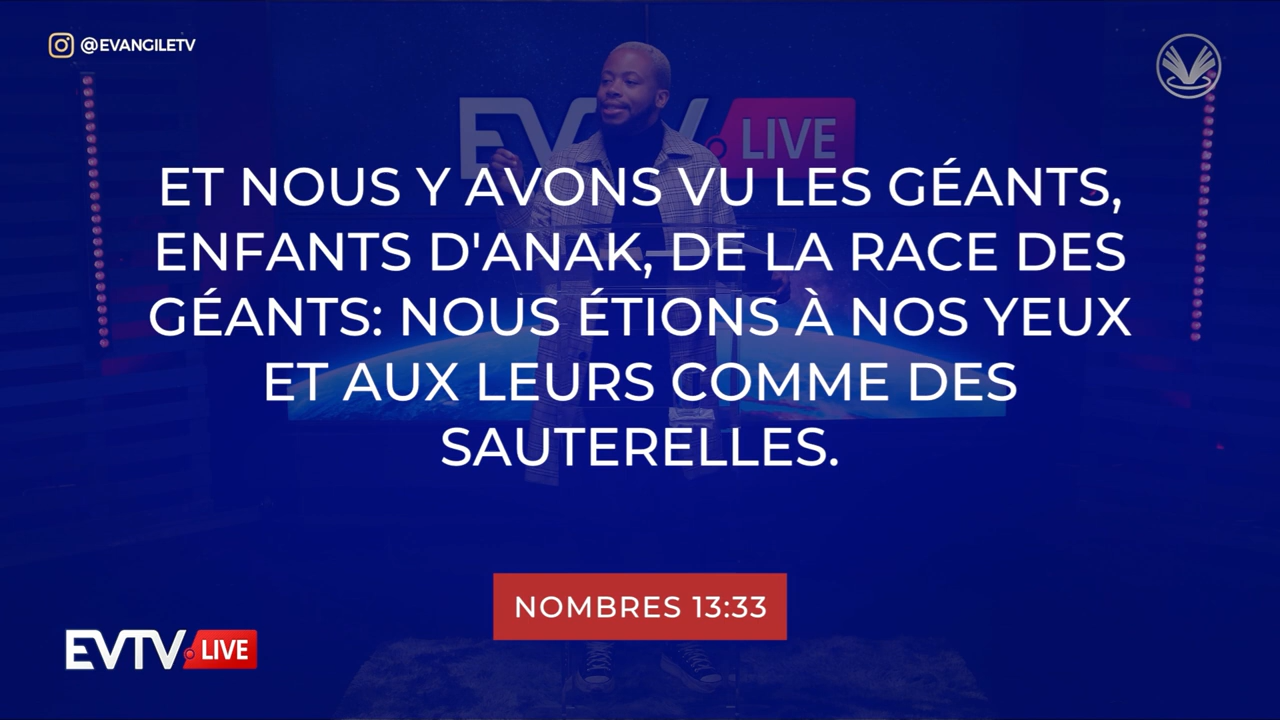 @EVANGILETV
EVTV LIVE
ET NOUS Y AVONS VU LES GÉANTS,
ENFANTS D'ANAK, DE LA RACE DES
GÉANTS: NOUS ÉTIONS À NOS YEUX
ET AUX LEURS COMME DES
SAUTERELLES.
NOMBRES 13:33
EVTV LIVE